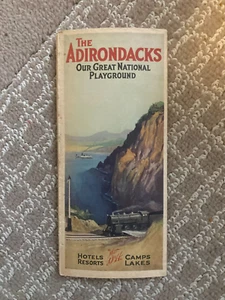 THE
ADIRONDACKS
OUR GREAT NATIONAL
PLAYGROUND
HOTELS CAMPS
RESORTS LAKES